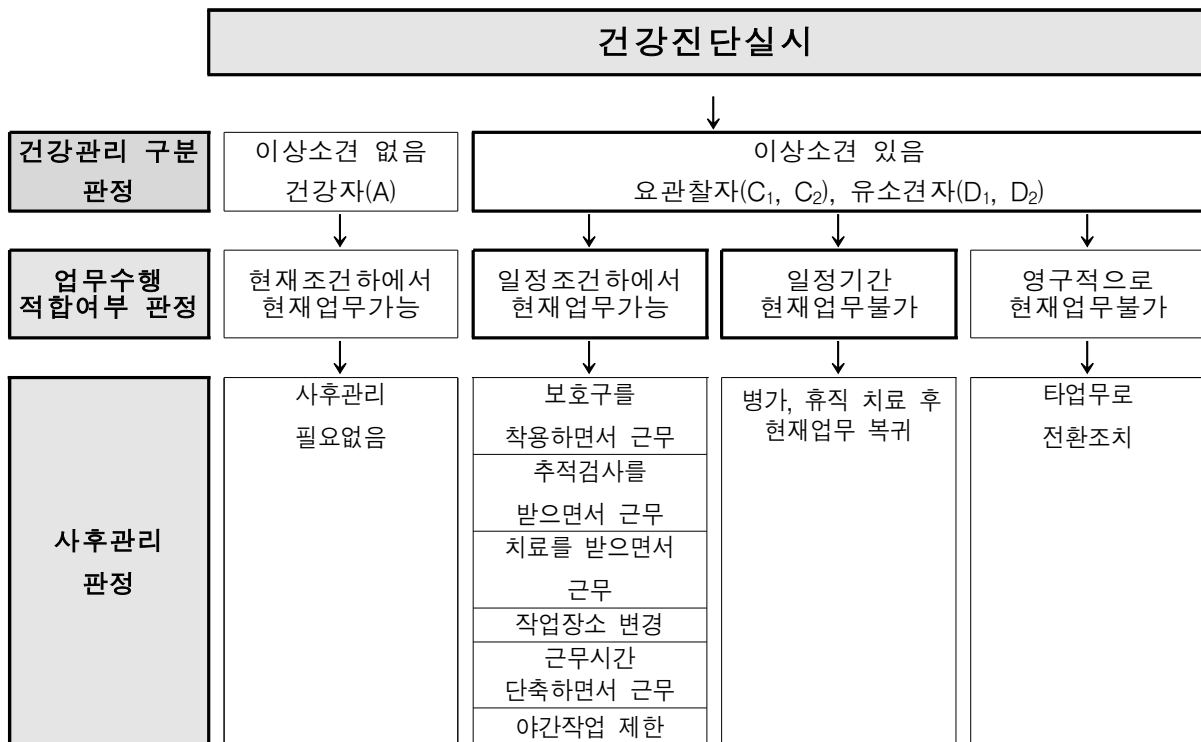 건강진단실시
건강관리 구분
판정
이상소견 없음
건강자(A)
이상소견 있음
요관찰자(C₁, C₂), 유소견자(D₁, D₂)
업무수행
적합여부 판정
현재조건하에서
현재업무가능
일정조건하에서
현재업무가능
일정기간
현재업무불가
영구적으로
현재업무불가
사후관리
판정
사후관리
필요없음
보호구를
착용하면서 근무
추적검사를
받으면서 근무
치료를 받으면서
근무
작업장소 변경
근무시간
단축하면서 근무
야간작업 제한
병가, 휴직 치료 후
현재업무 복귀
타업무로
전환조치